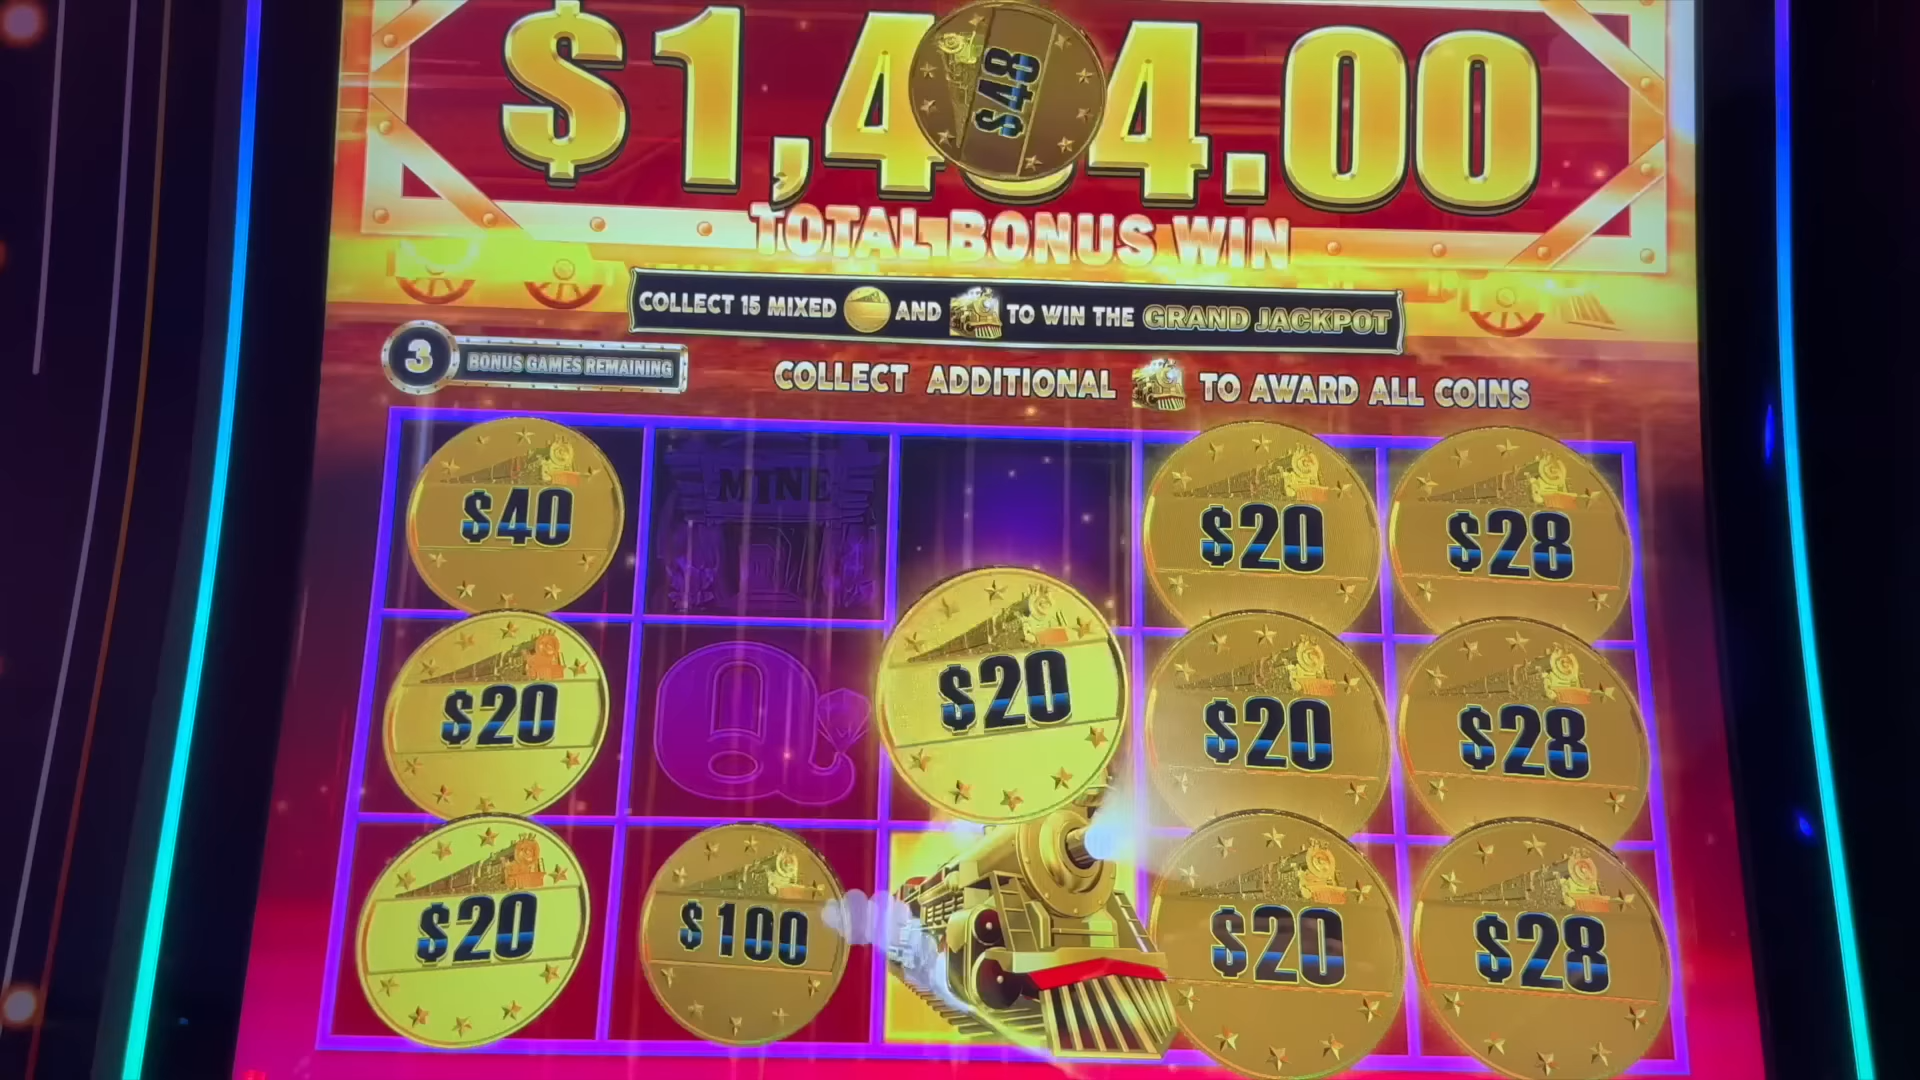 $1,4 4.00
$48
TOTAL BONUS WIN
COLLECT 15 MIXED AND TO WIN THE GRAND JACKPOT
3 BONUS GAMES REMAINING
COLLECT ADDITIONAL TO AWARD ALL COINS
$40
MINE
$20
$28
$20
Q
$20
$20
$28
$20
$100
$20
$28